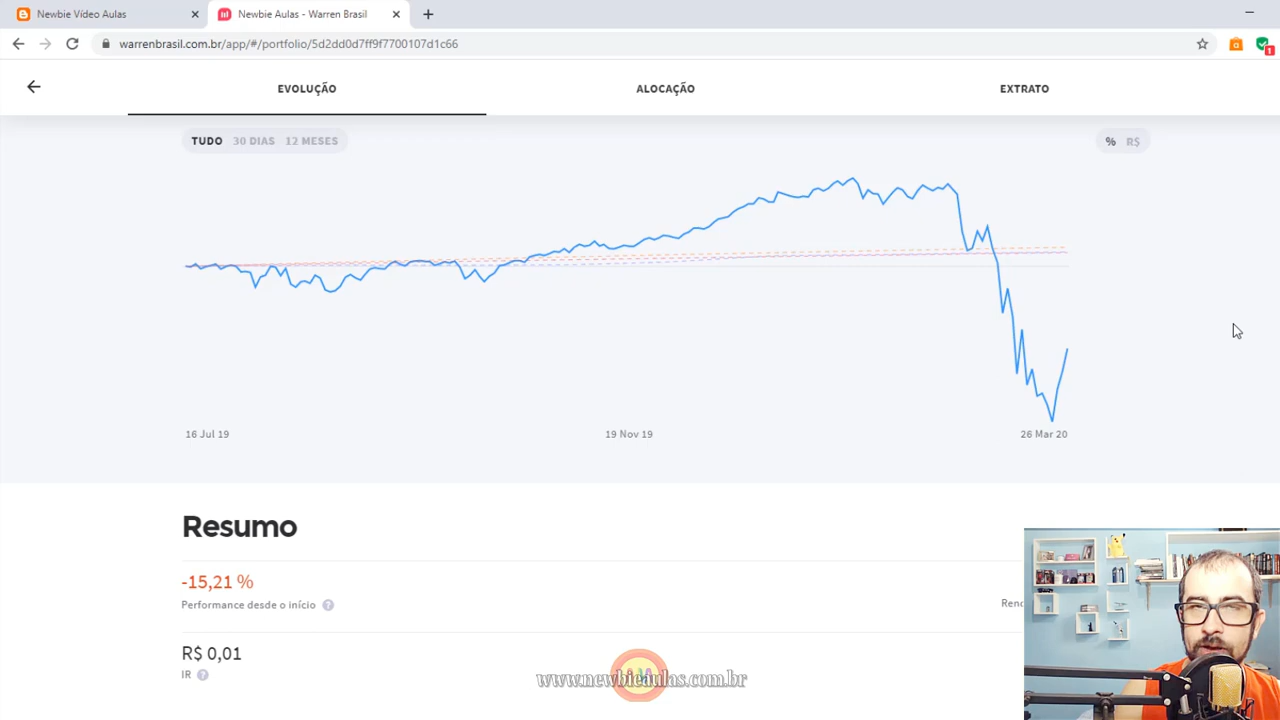 Newbie Vídeo Aulas
Newbie Aulas - Warren Brasil
warrenbrasil.com.br/app/#/portfolio/5d2dd0d7ff9f7700107d1c66
1
EVOLUÇÃO
ALOCAÇÃO
EXTRATO
TUDO 30 DIAS 12 MESES
% R$
16 Jul 19
19 Nov 19
26 Mar 20
Resumo
-15,21 %
Performance desde o início ?
R$ 0,01
IR ?
www.newbieaulas.com.br